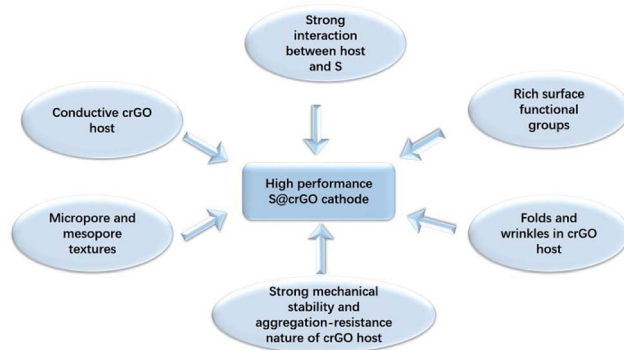 Strong
interaction
between host
and S
Conductive crGO
host
Rich surface
functional
groups
High performance
S@crGO cathode
Micropore and
mesopore
textures
Folds and
wrinkles in crGO
host
Strong mechanical
stability and
aggregation-resistance
nature of crGO host